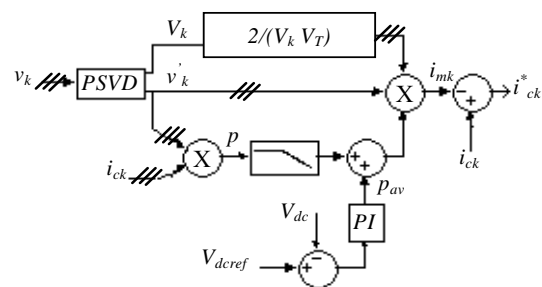 V_k
2/(V_k V_T)
v_k
PSVD
v'_k
X
i_mk
−
+
i*_ck
p
X
i_ck
+
+
p_av
i_ck
V_dc
PI
V_dcref
+
−